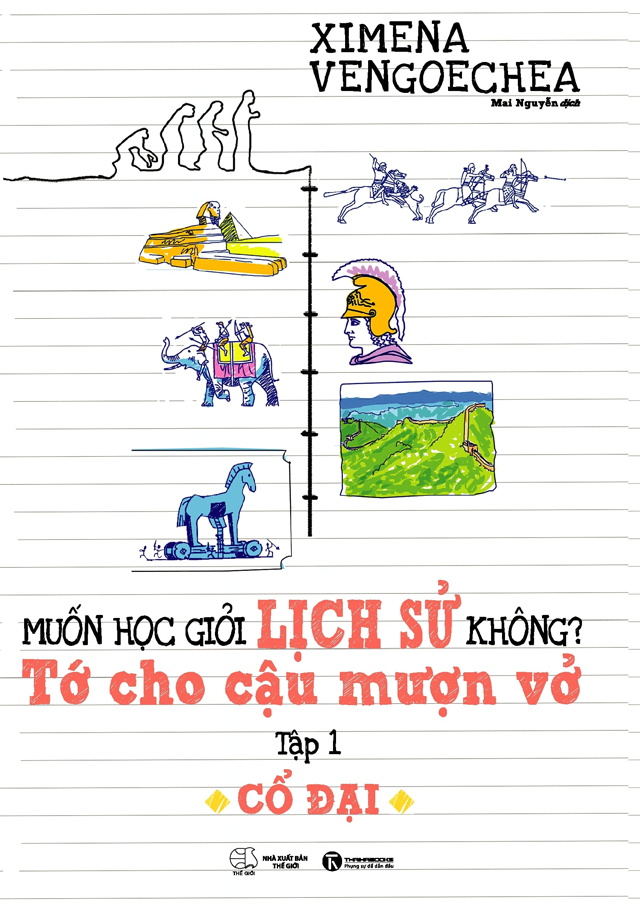 XIMENA
VENGOECHEA
Mai Nguyễn dịch
MUỐN HỌC GIỎI LỊCH SỬ KHÔNG?
Tớ cho cậu mượn vở
Tập 1
CỔ ĐẠI
THẾ GIỚI
NHÀ XUẤT BẢN
THẾ GIỚI
THAIHABOOKS
Phụng sự để dẫn đầu